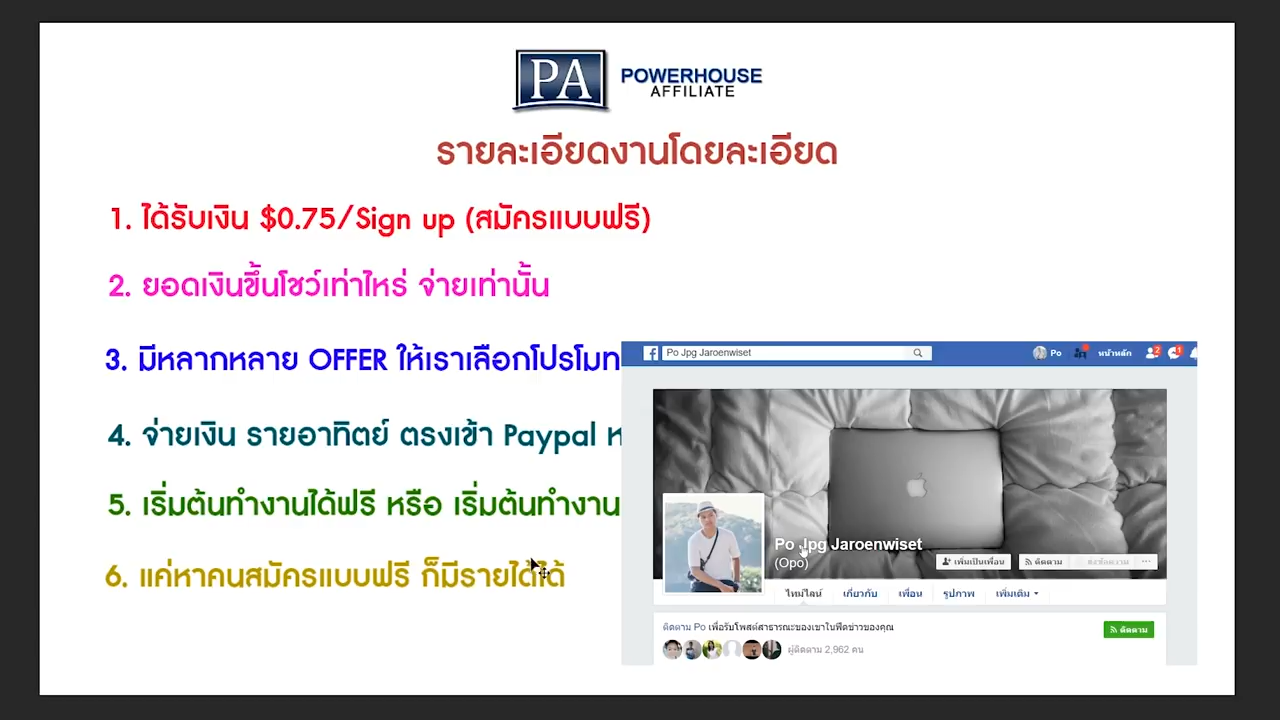 PA
POWERHOUSE
AFFILIATE
รายละเอียดงานโดยละเอียด
1. ได้รับเงิน $0.75/Sign up (สมัครแบบฟรี)
2. ยอดเงินขึ้นโชว์เท่าไหร่ จ่ายเท่านั้น
3. มีหลากหลาย OFFER ให้เราเลือกโปรโมท
4. จ่ายเงิน รายอาทิตย์ ตรงเข้า Paypal ห
5. เริ่มต้นทำงานได้ฟรี หรือ เริ่มต้นทำงาน
6. แค่หาคนสมัครแบบฟรี ก็มีรายได้ได้
Po Jpg Jaroenwiset
Po
หน้าหลัก
2
1
Po Jpg Jaroenwiset
(Opo)
เพิ่มเป็นเพื่อน
ติดตาม
ส่งข้อความ
ไทม์ไลน์ เกี่ยวกับ เพื่อน รูปภาพ เพิ่มเติม
ติดตาม Po เพื่อรับโพสต์สาธารณะของเขาในฟีดข่าวของคุณ
ติดตาม
ผู้ติดตาม 2,962 คน